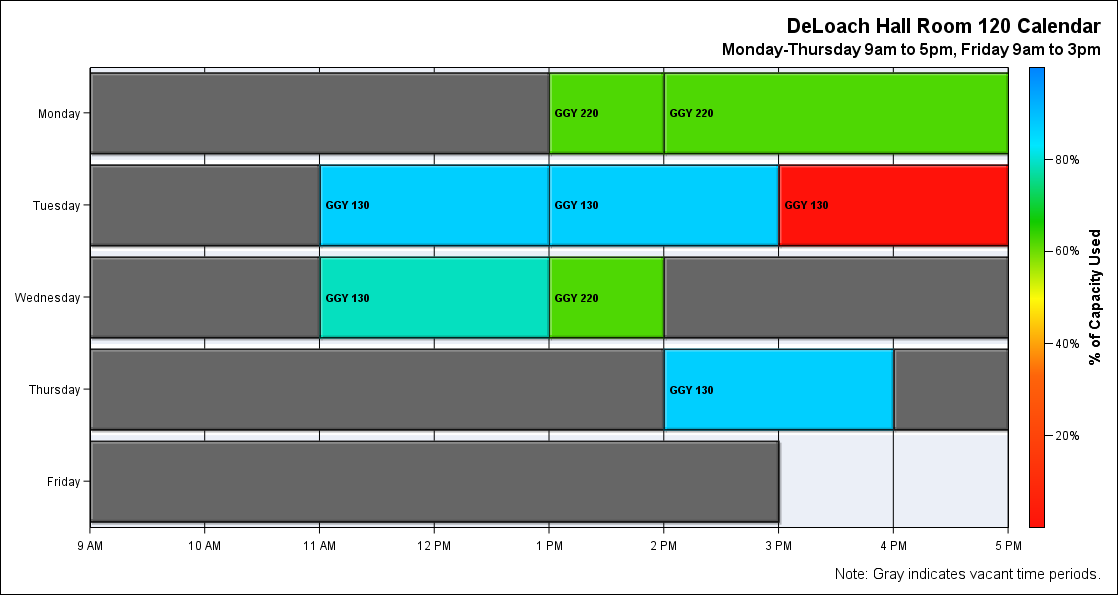 DeLoach Hall Room 120 Calendar
Monday-Thursday 9am to 5pm, Friday 9am to 3pm
Monday
GGY 220
GGY 220
Tuesday
GGY 130
GGY 130
GGY 130
Wednesday
GGY 130
GGY 220
Thursday
GGY 130
Friday
9 AM
10 AM
11 AM
12 PM
1 PM
2 PM
3 PM
4 PM
5 PM
80%
60%
40%
20%
% of Capacity Used
Note: Gray indicates vacant time periods.